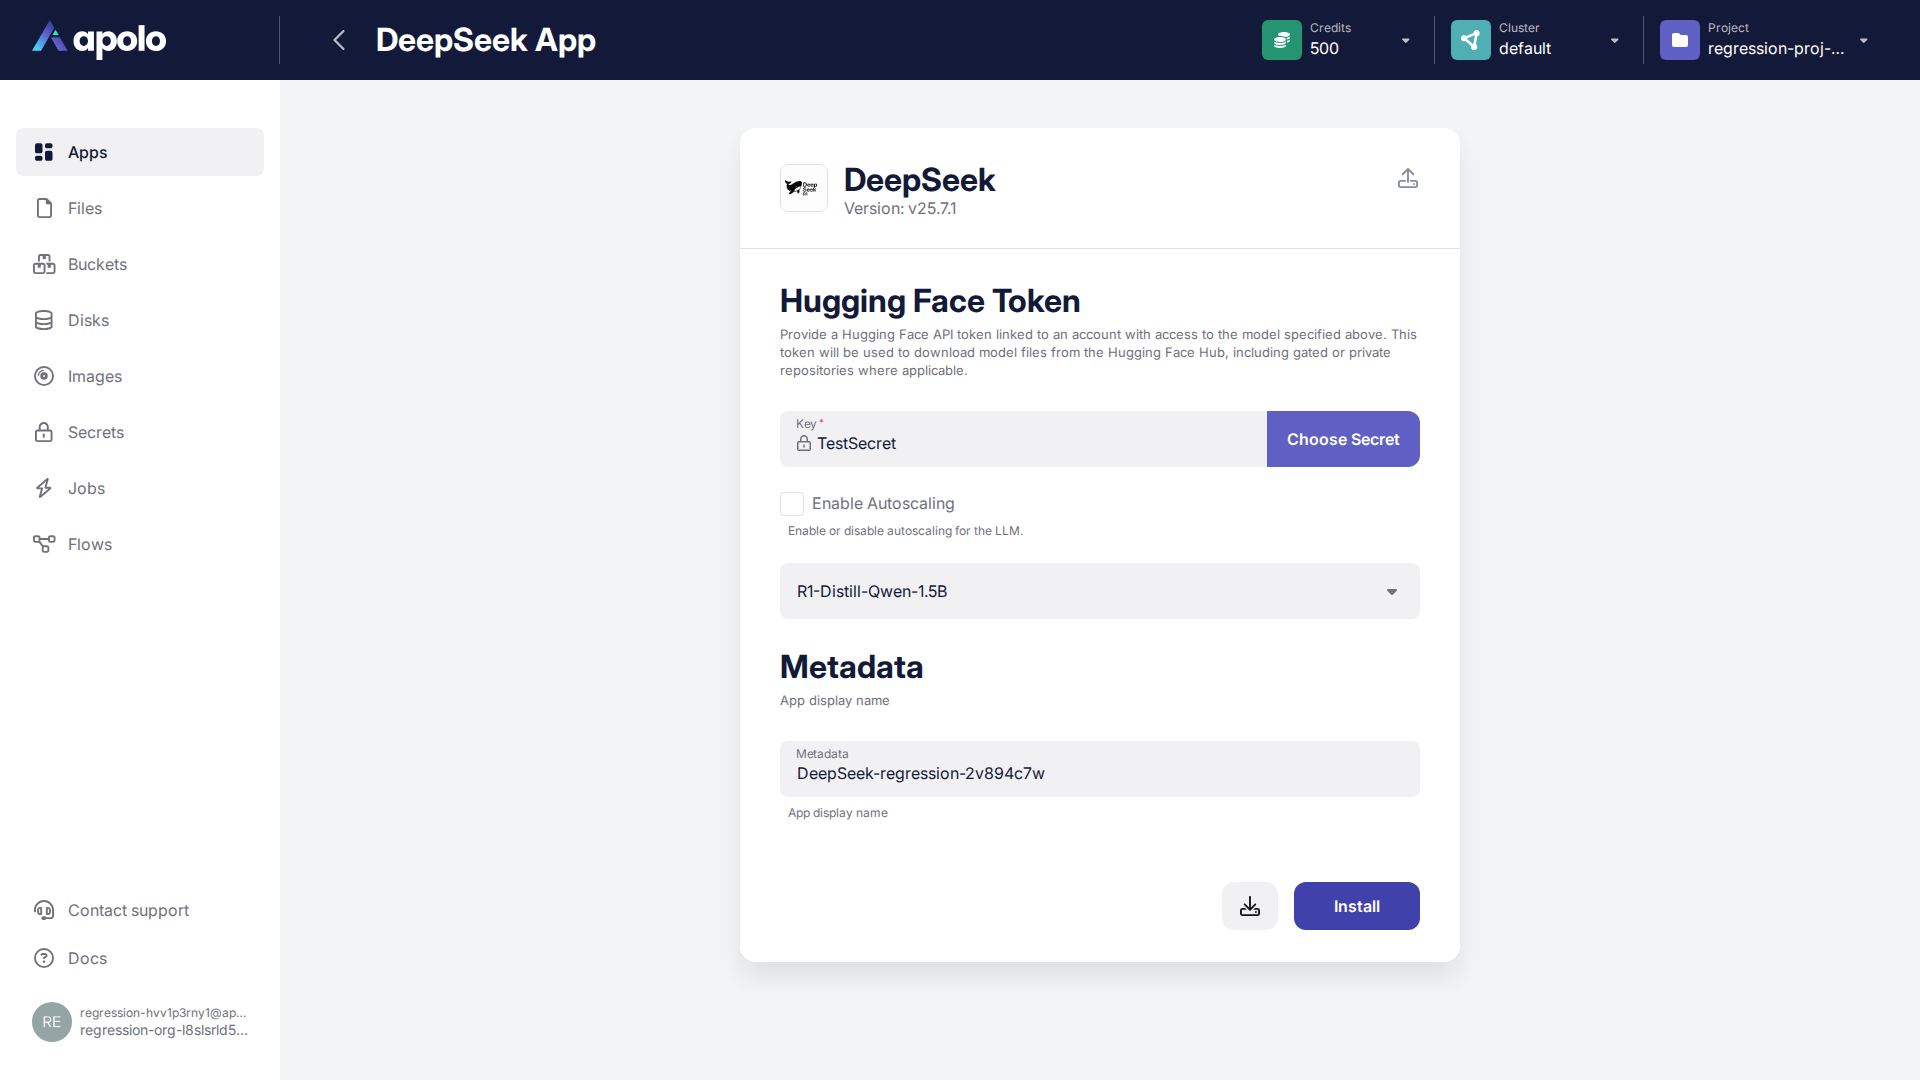 apolo
DeepSeek App
Credits
500
Cluster
default
Project
regression-proj-...
Apps
Files
Buckets
Disks
Images
Secrets
Jobs
Flows
Contact support
Docs
RE
regression-hvv1p3rny1@ap...
regression-org-l8slsrld5...
Deep
Seek
DeepSeek
Version: v25.7.1
Hugging Face Token
Provide a Hugging Face API token linked to an account with access to the model specified above. This
token will be used to download model files from the Hugging Face Hub, including gated or private
repositories where applicable.
Key *
TestSecret
Choose Secret
Enable Autoscaling
Enable or disable autoscaling for the LLM.
R1-Distill-Qwen-1.5B
Metadata
App display name
Metadata
DeepSeek-regression-2v894c7w
App display name
Install